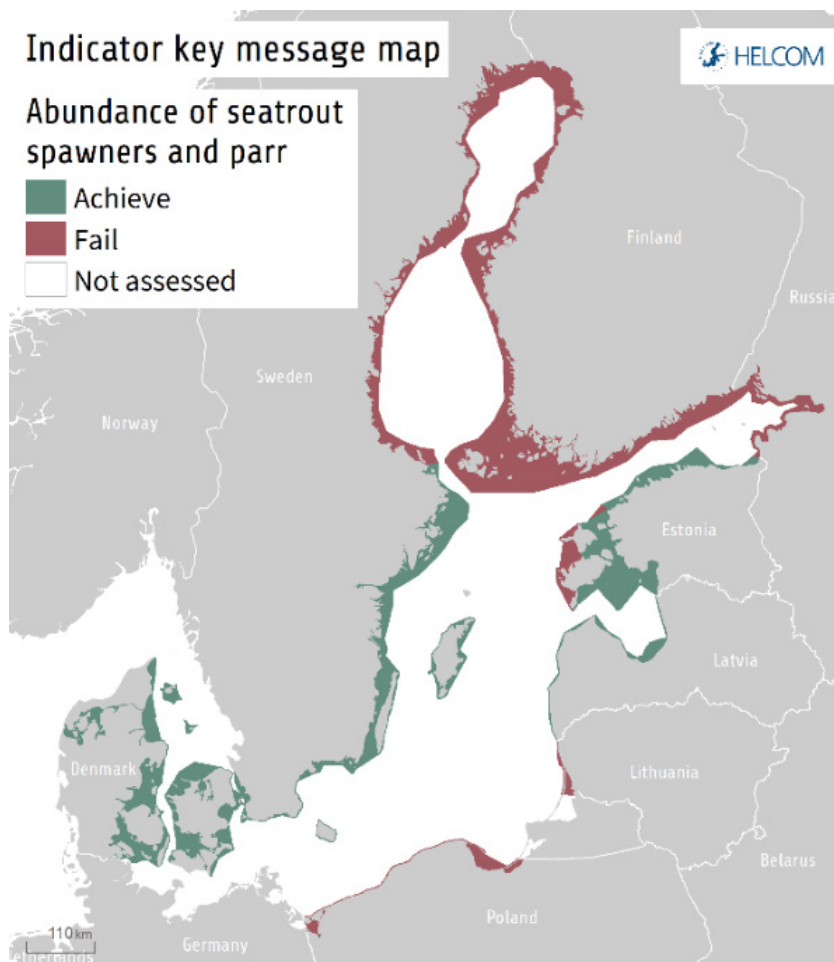 Indicator key message map
HELCOM
Abundance of seatrout
spawners and parr
Achieve
Fail
Not assessed
Finland
Russia
Sweden
Norway
Estonia
Latvia
Denmark
Lithuania
Belarus
Poland
110 km
Germany